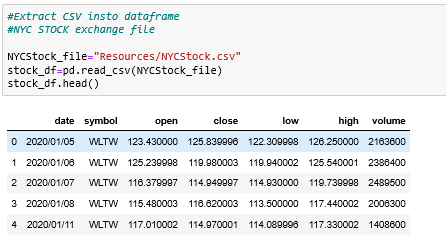 #Extract CSV insto dataframe
#NYC STOCK exchange file
NYCStock_file="Resources/NYCStock.csv"
stock_df=pd.read_csv(NYCStock_file)
stock_df.head()
date symbol open close low high volume
0 2020/01/05 WLTW 123.430000 125.839996 122.309998 126.250000 2163600
1 2020/01/06 WLTW 125.239998 119.980003 119.940002 125.540001 2386400
2 2020/01/07 WLTW 116.379997 114.949997 114.930000 119.739998 2489500
3 2020/01/08 WLTW 115.480003 116.620003 113.500000 117.440002 2006300
4 2020/01/11 WLTW 117.010002 114.970001 114.089996 117.330002 1408600